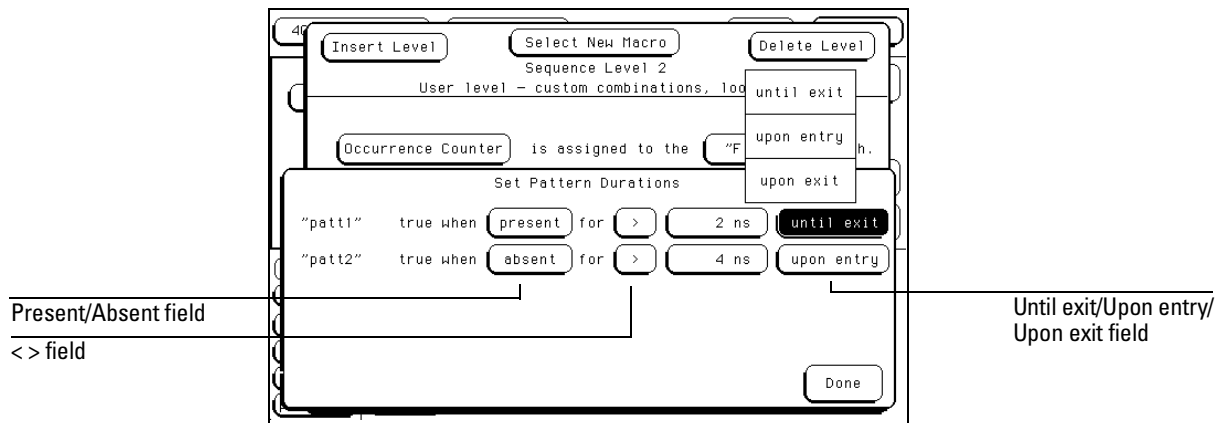 40
Insert Level
Select New Macro
Delete Level
Sequence Level 2
User level – custom combinations, loo
until exit
upon entry
upon exit
Occurrence Counter is assigned to the "F h.
Set Pattern Durations
"patt1" true when present for > 2 ns until exit
"patt2" true when absent for > 4 ns upon entry
Present/Absent field
< > field
Until exit/Upon entry/
Upon exit field
Done